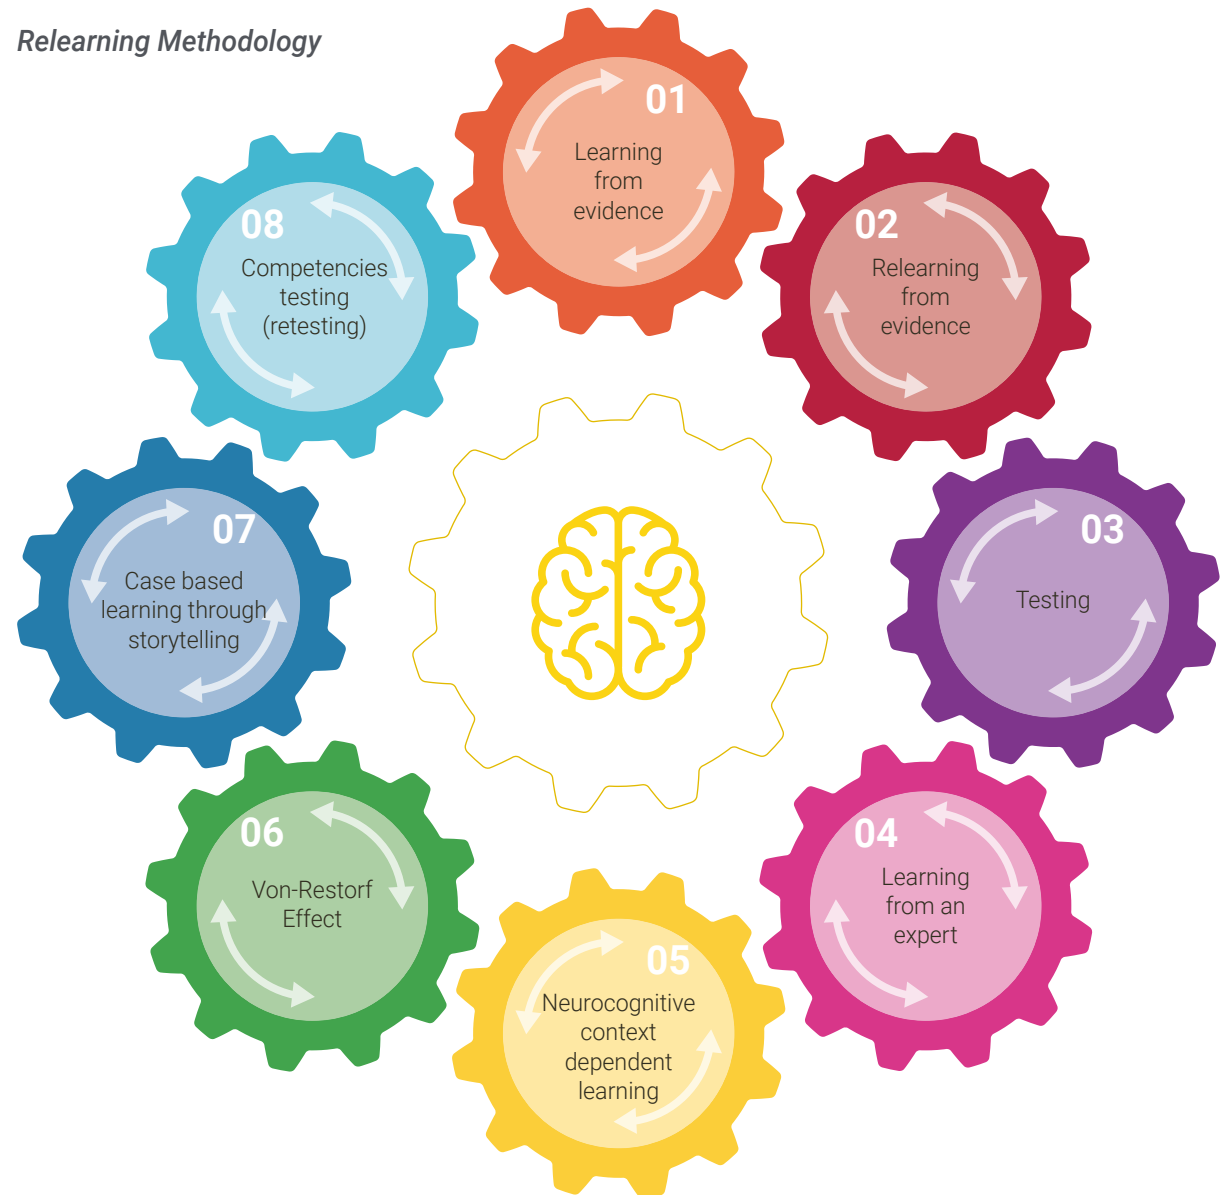 Relearning Methodology
01
Learning
from
evidence
02
Relearning
from
evidence
03
Testing
04
Learning
from an
expert
05
Neurocognitive
context
dependent
learning
06
Von-Restorf
Effect
07
Case based
learning through
storytelling
08
Competencies
testing
(retesting)